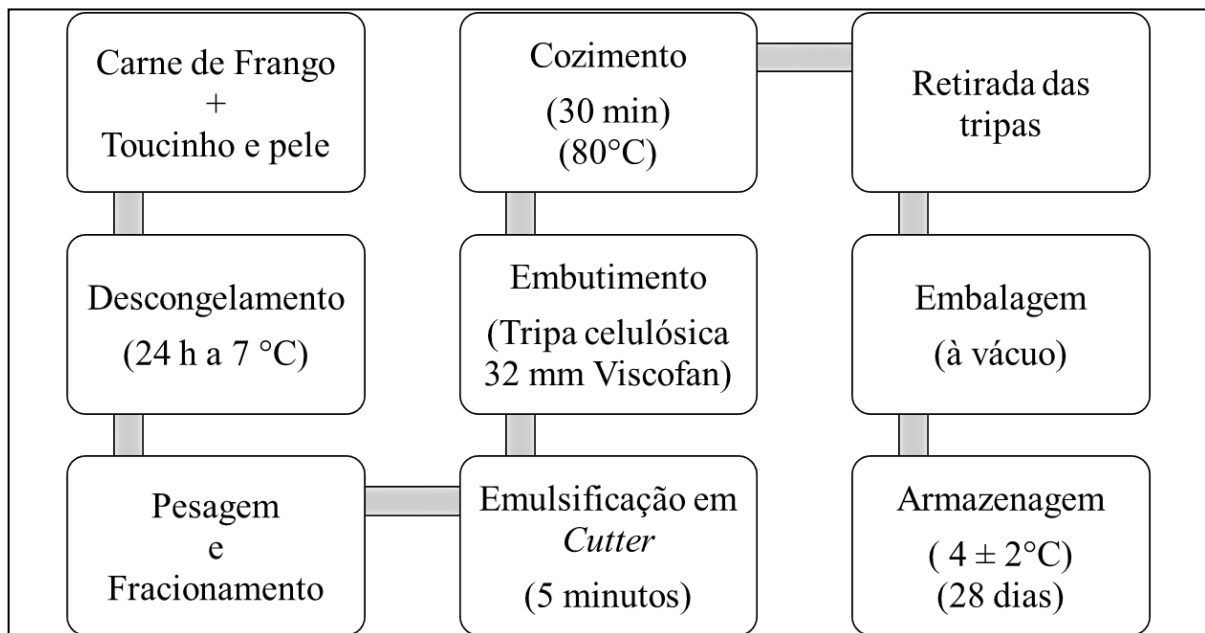 Carne de Frango
+
Toucinho e pele
Descongelamento
(24 h a 7 °C)
Pesagem
e
Fracionamento
Emulsificação em
Cutter
(5 minutos)
Embutimento
(Tripa celulósica
32 mm Viscofan)
Cozimento
(30 min)
(80°C)
Retirada das
tripas
Embalagem
(à vácuo)
Armazenagem
( 4 ± 2°C)
(28 dias)